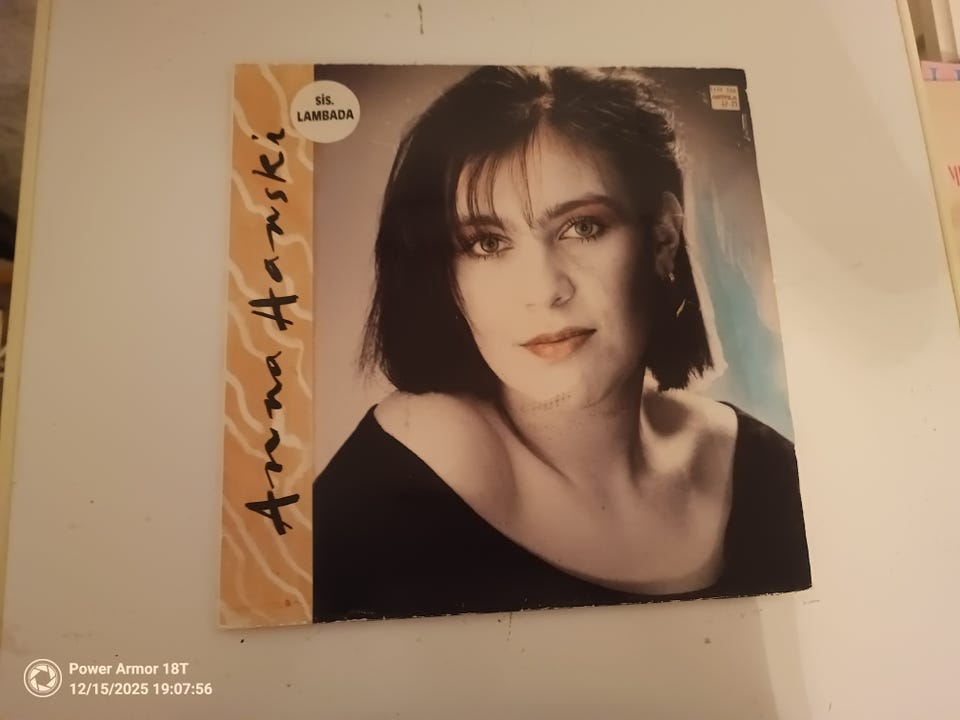 sis.
LAMBADA
Anna Hanski
Power Armor 18T
12/15/2025 19:07:56